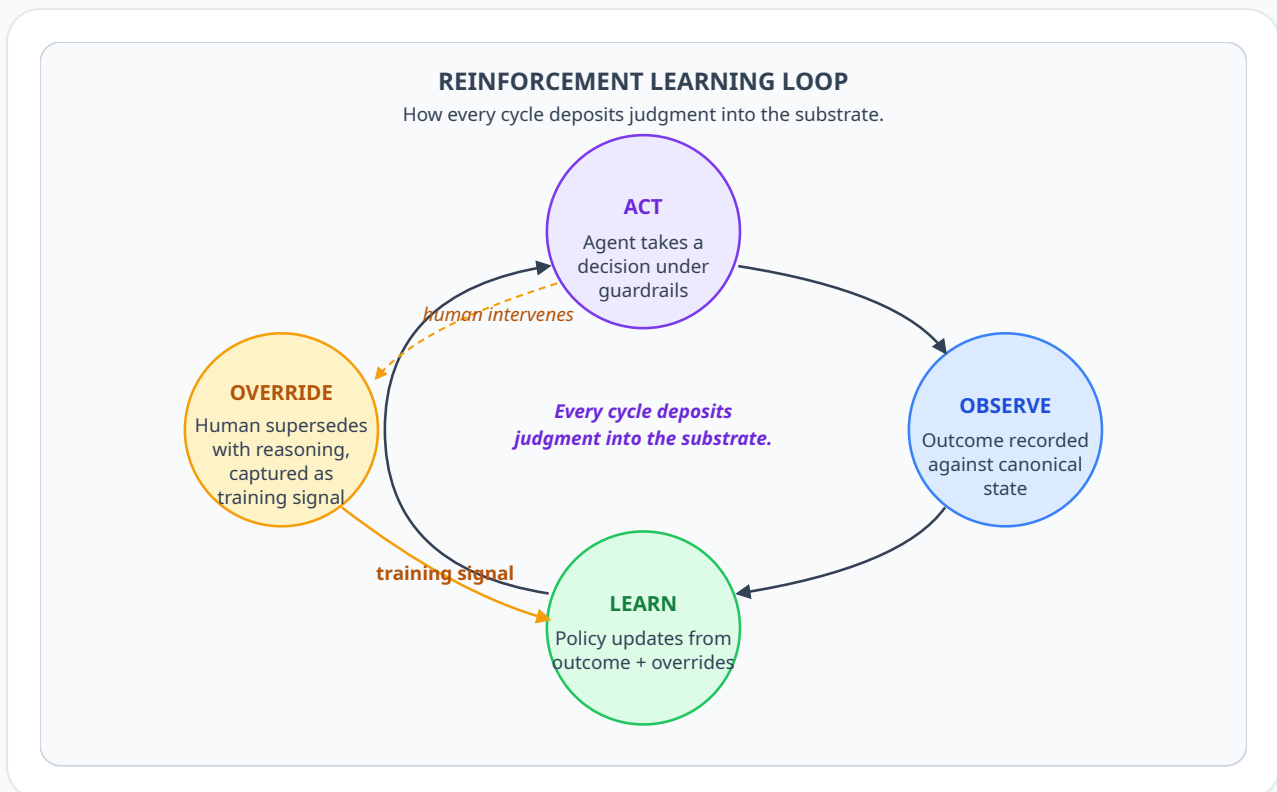 REINFORCEMENT LEARNING LOOP
How every cycle deposits judgment into the substrate.
ACT
Agent takes a
decision under
guardrails
human intervenes
OVERRIDE
Human supersedes
with reasoning,
captured as
training signal
Every cycle deposits
judgment into the substrate.
OBSERVE
Outcome recorded
against canonical
state
training signal
LEARN
Policy updates from
outcome + overrides